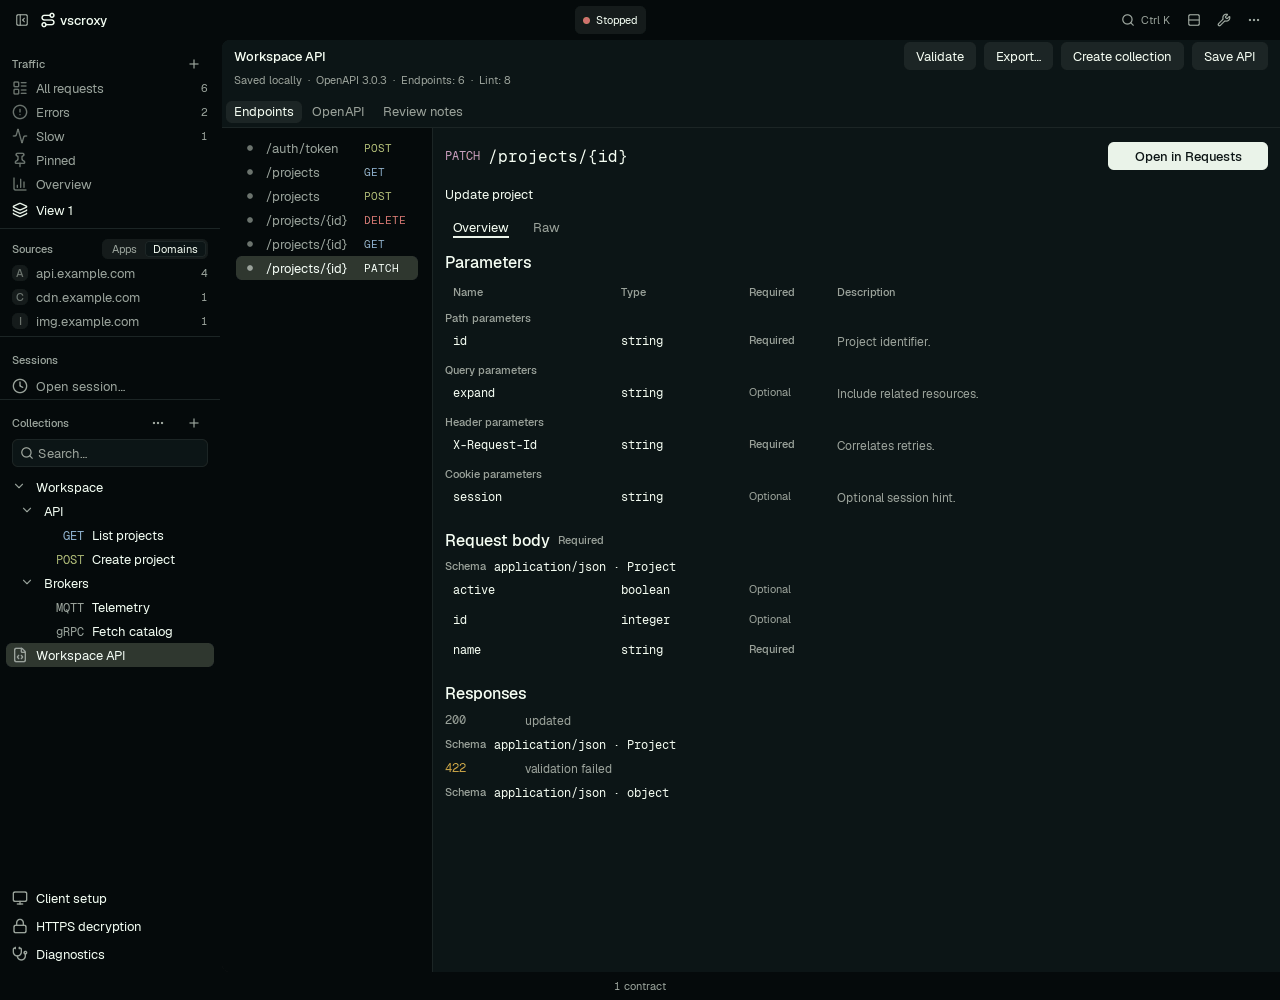 vscroxy
Stopped
Ctrl K
Traffic
All requests 6
Errors 2
Slow 1
Pinned
Overview
View 1
Sources Apps Domains
A api.example.com 4
C cdn.example.com 1
I img.example.com 1
Sessions
Open session…
Collections
Search…
Workspace
API
GET List projects
POST Create project
Brokers
MQTT Telemetry
gRPC Fetch catalog
Workspace API
Client setup
HTTPS decryption
Diagnostics
Workspace API
Validate Export… Create collection Save API
Saved locally · OpenAPI 3.0.3 · Endpoints: 6 · Lint: 8
Endpoints OpenAPI Review notes
/auth/token POST
/projects GET
/projects POST
/projects/{id} DELETE
/projects/{id} GET
/projects/{id} PATCH
PATCH /projects/{id}
Open in Requests
Update project
Overview Raw
Parameters
Name Type Required Description
Path parameters
id string Required Project identifier.
Query parameters
expand string Optional Include related resources.
Header parameters
X-Request-Id string Required Correlates retries.
Cookie parameters
session string Optional Optional session hint.
Request body Required
Schema application/json · Project
active boolean Optional
id integer Optional
name string Required
Responses
200 updated
Schema application/json · Project
422 validation failed
Schema application/json · object
1 contract